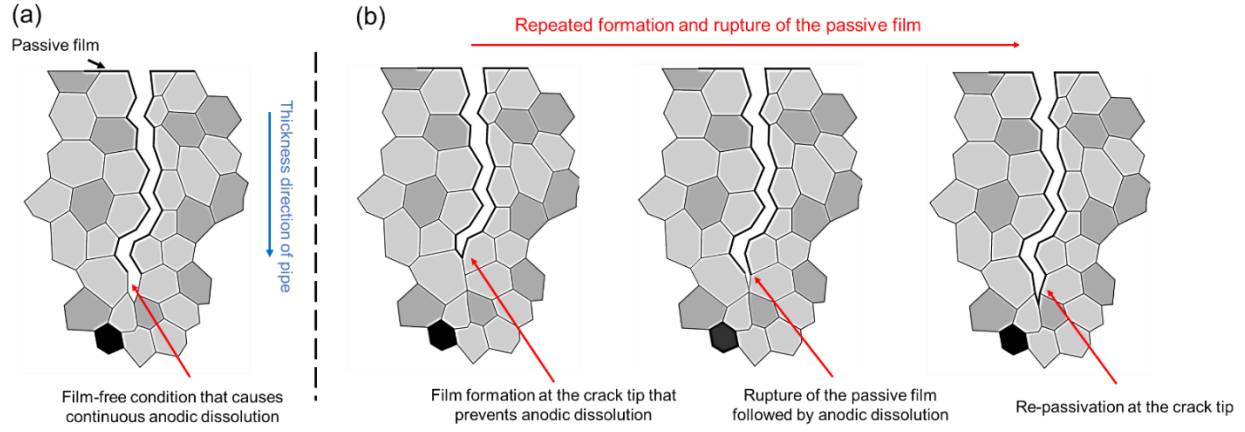 (a)
Passive film
Thickness direction of pipe
Film-free condition that causes
continuous anodic dissolution
(b)
Repeated formation and rupture of the passive film
Film formation at the crack tip that
prevents anodic dissolution
Rupture of the passive film
followed by anodic dissolution
Re-passivation at the crack tip